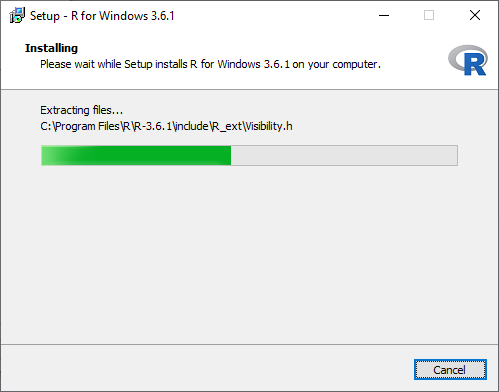 Setup - R for Windows 3.6.1
Installing
Please wait while Setup installs R for Windows 3.6.1 on your computer.
R
Extracting files...
C:\Program Files\R\R-3.6.1\include\R_ext\Visibility.h
Cancel